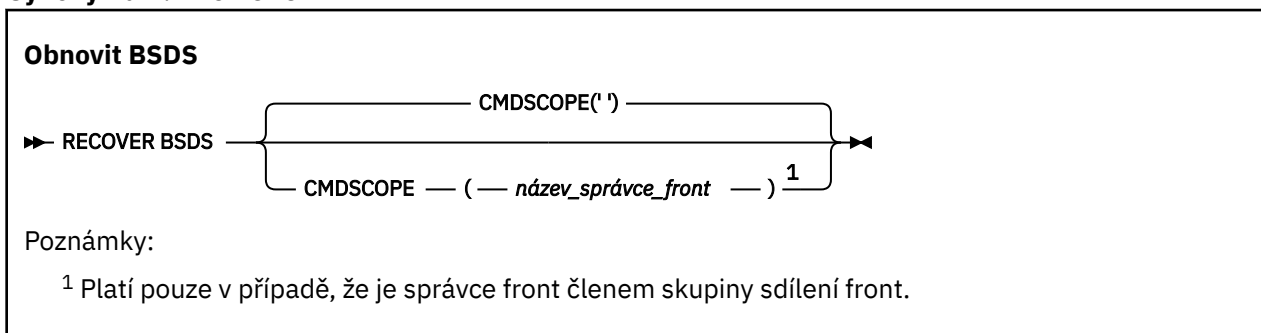 Obnovit BSDS
CMDSCOPE(' ')
RECOVER BSDS
CMDSCOPE ( název_správce_front ) 1
Poznámky:
1 Platí pouze v případě, že je správce front členem skupiny sdílení front.